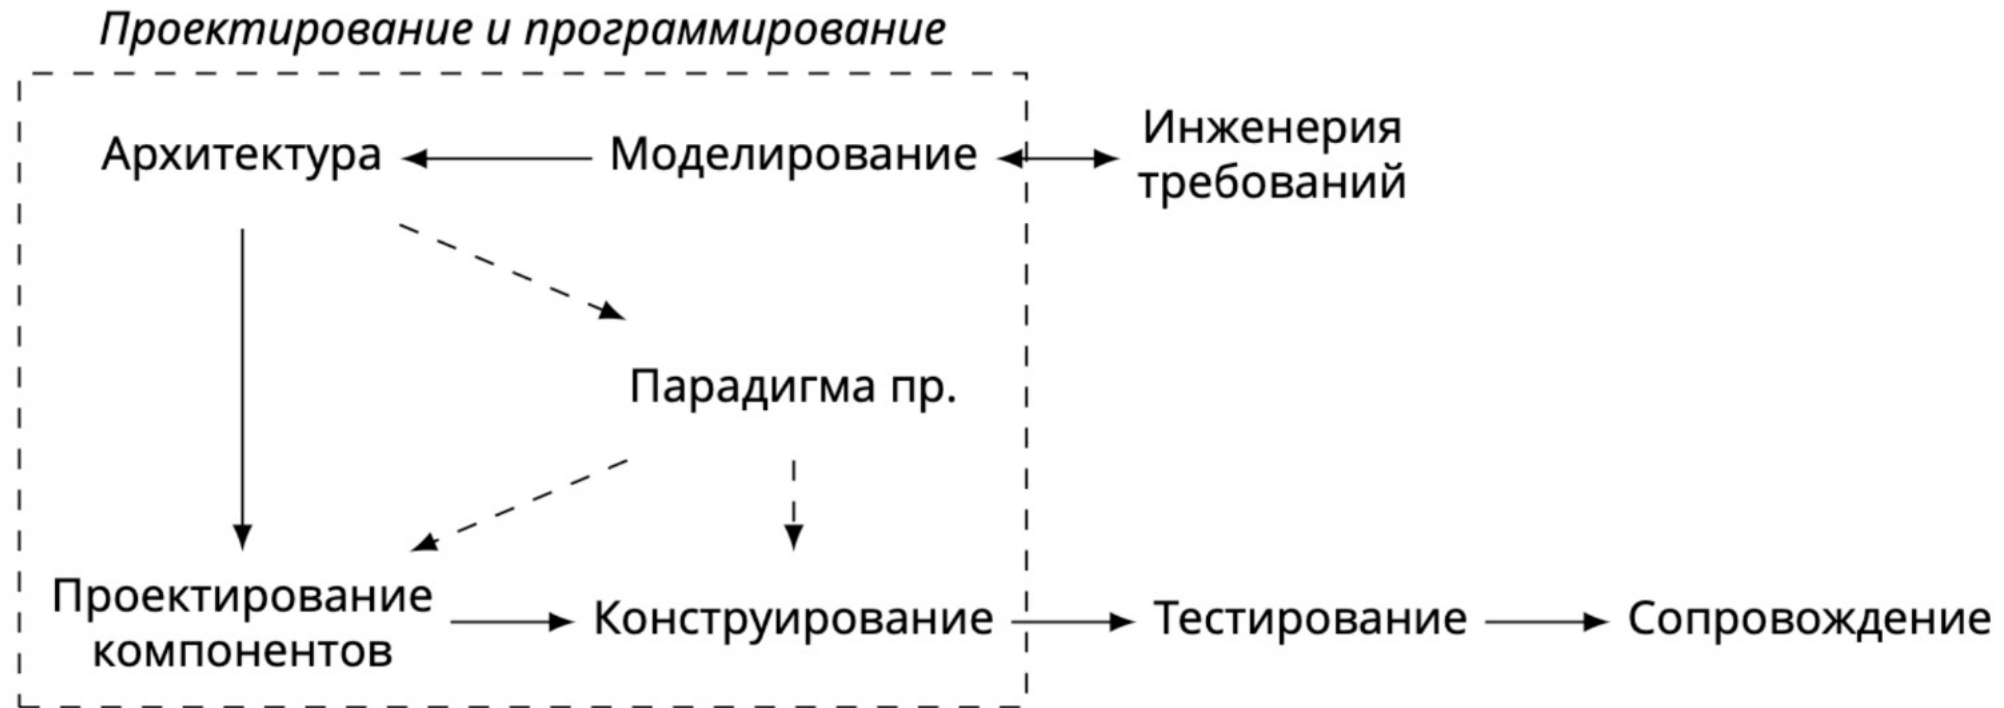 Проектирование и программирование
Архитектура
Моделирование
Инженерия
требований
Парадигма пр.
Проектирование
компонентов
Конструирование
Тестирование
Сопровождение